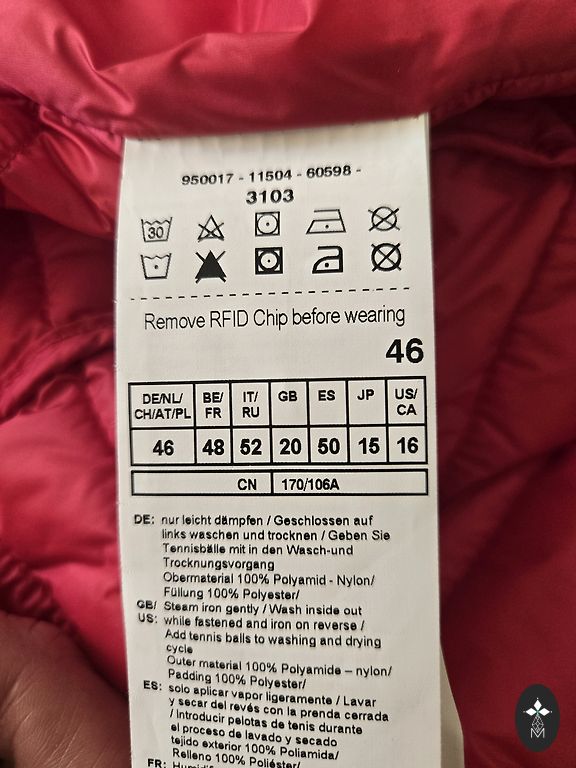 950017 - 11504 - 60598 -
3103
30
Remove RFID Chip before wearing
46
DE/NL/ CH/AT/PL BE/ FR IT/ RU GB ES JP US/ CA
46 48 52 20 50 15 16
CN 170/106A
DE: nur leicht dämpfen / Geschlossen auf
links waschen und trocknen / Geben Sie
Tennisbälle mit in den Wasch-und
Trocknungsvorgang
Obermaterial 100% Polyamid - Nylon/
Füllung 100% Polyester/
GB/ Steam iron gently / Wash inside out
US: while fastened and iron on reverse /
Add tennis balls to washing and drying
cycle
Outer material 100% Polyamide – nylon/
Padding 100% Polyester/
ES: solo aplicar vapor ligeramente / Lavar
y secar del revés con la prenda cerrada
/ Introducir pelotas de tenis durante
el proceso de lavado y secado
tejido exterior 100% Poliamida/
Relleno 100% Poliéster/
FR:
M